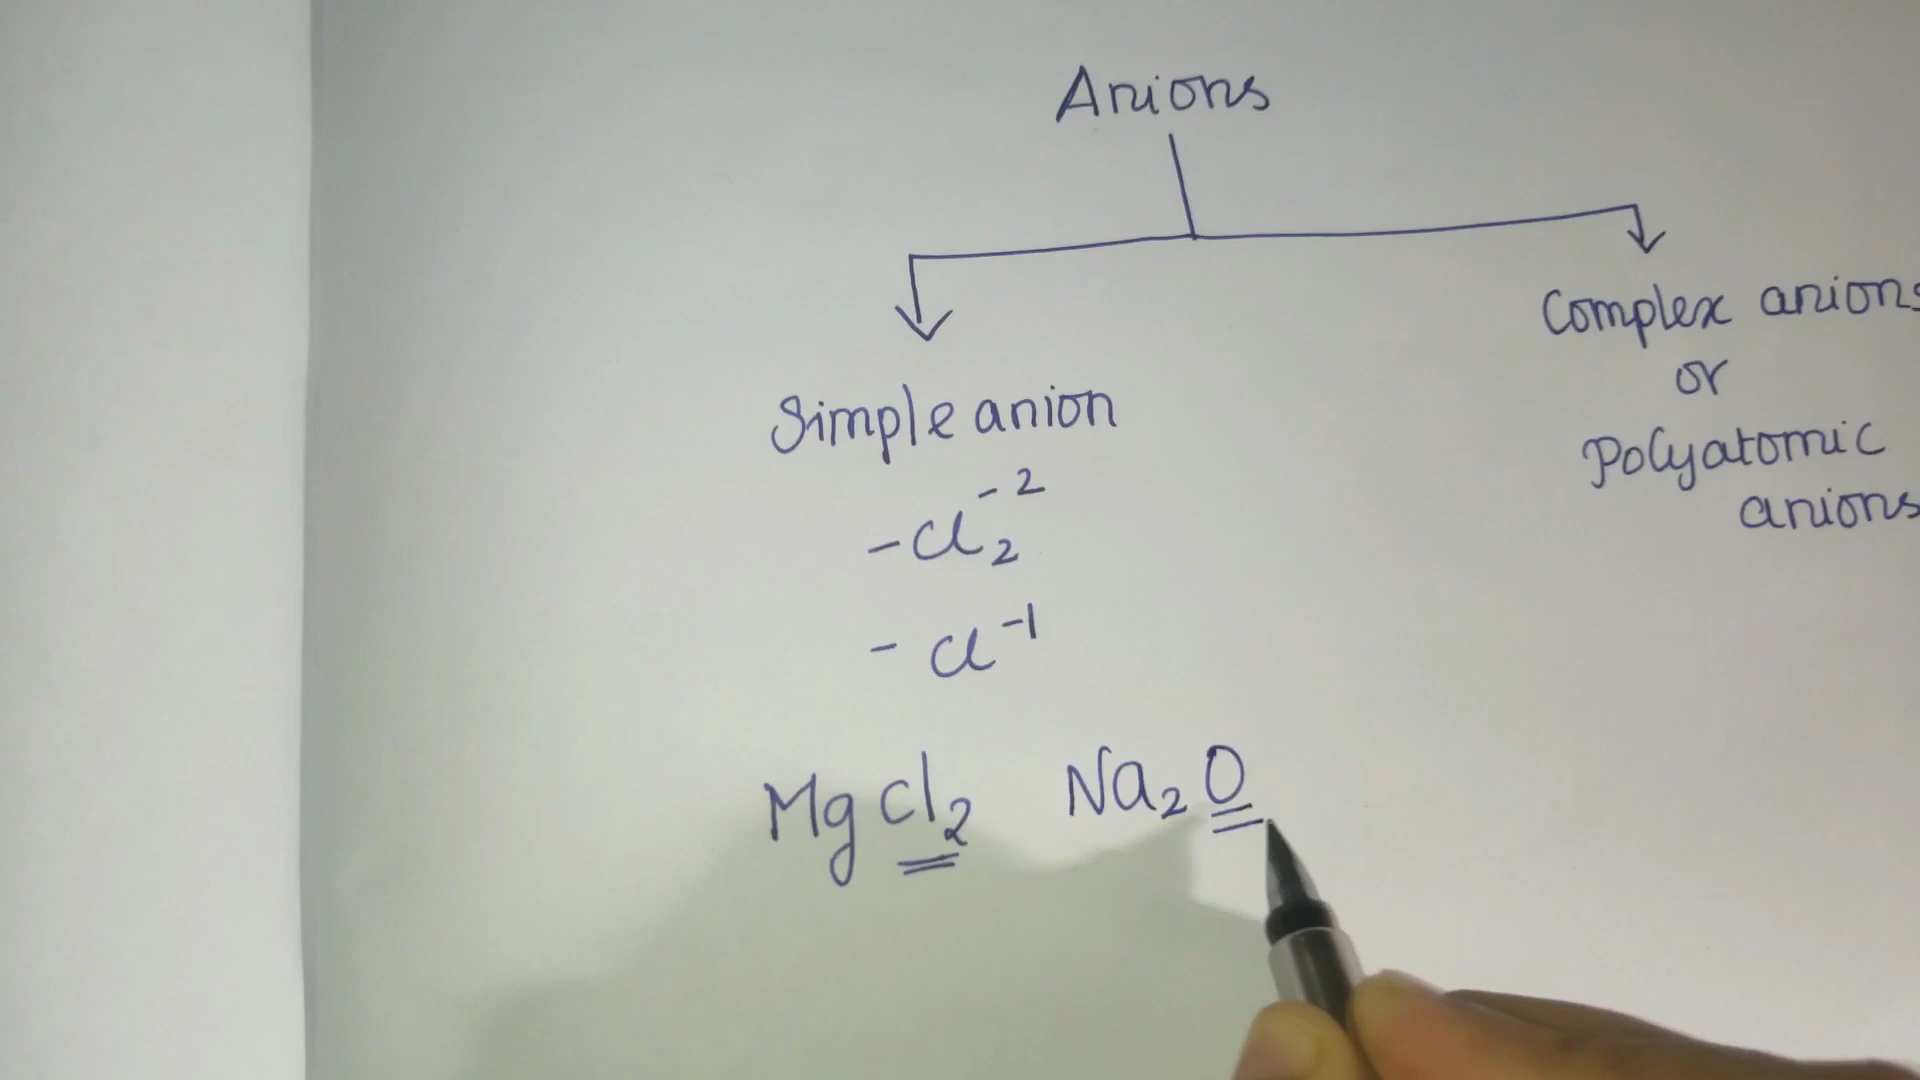 Anions
Complex anions
or
Polyatomic
anions
Simple anion
- Cl₂⁻²
- Cl⁻¹
MgCl₂ Na₂O